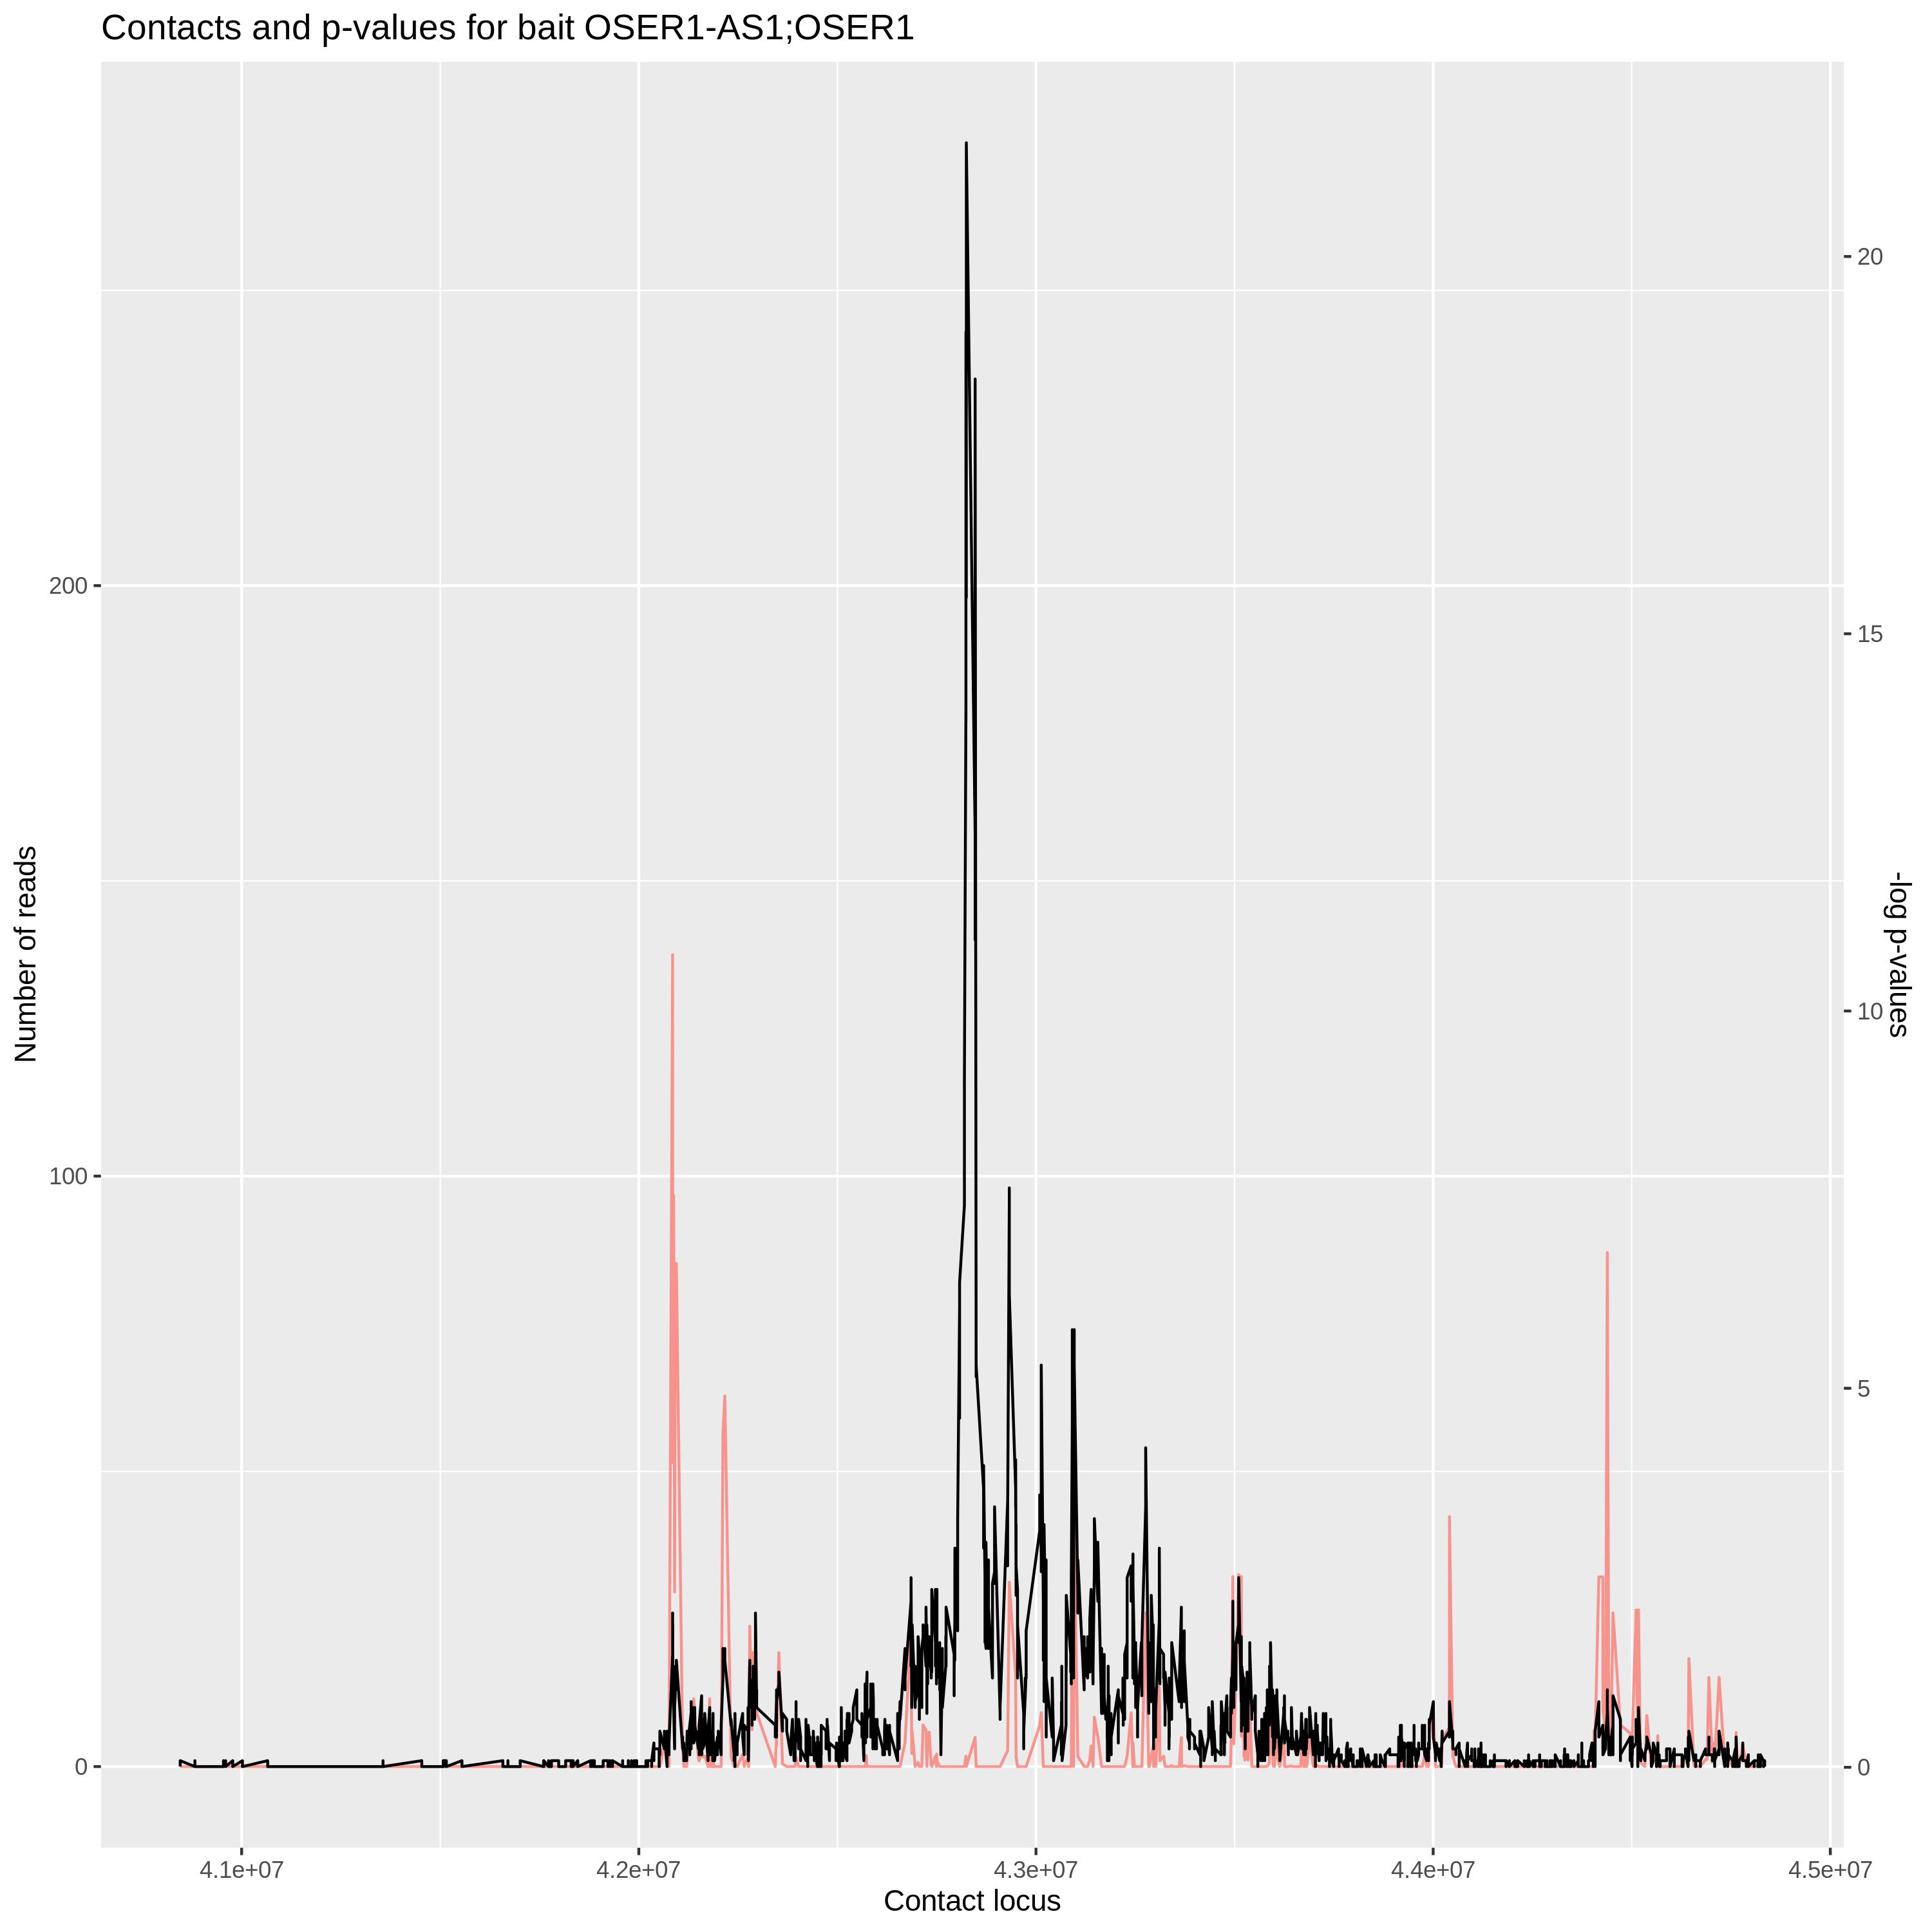 Contacts and p-values for bait OSER1-AS1;OSER1
Number of reads
200
100
0
20
15
10
5
0
-log p-values
4.1e+07
4.2e+07
4.3e+07
4.4e+07
4.5e+07
Contact locus